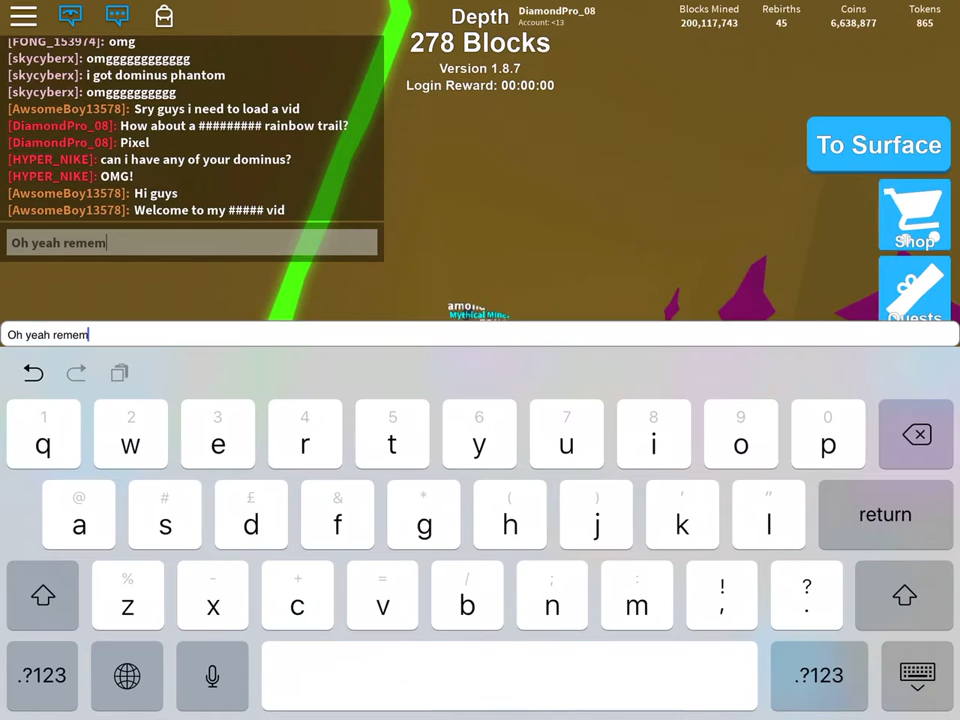 Depth
278 Blocks
Version 1.8.7
Login Reward: 00:00:00
DiamondPro_08
Account: <13
Blocks Mined
200,117,743
Rebirths
45
Coins
6,638,877
Tokens
865
[FONG_153974]: omg
[skycyberx]: omgggggggggggg
[skycyberx]: i got dominus phantom
[skycyberx]: omgggggggggg
[AwsomeBoy13578]: Sry guys i need to load a vid
[DiamondPro_08]: How about a ######### rainbow trail?
[DiamondPro_08]: Pixel
[HYPER_NIKE]: can i have any of your dominus?
[HYPER_NIKE]: OMG!
[AwsomeBoy13578]: Hi guys
[AwsomeBoy13578]: Welcome to my ##### vid
Oh yeah remem
To Surface
Shop
Quests
Mythical Mine
Oh yeah remem
1 2 3 4 5 6 7 8 9 0
q w e r t y u i o p
@ # £ & * ( ) ' "
a s d f g h j k l return
% - + = / ; : ! ?
z x c v b n m , .
.?123 .?123